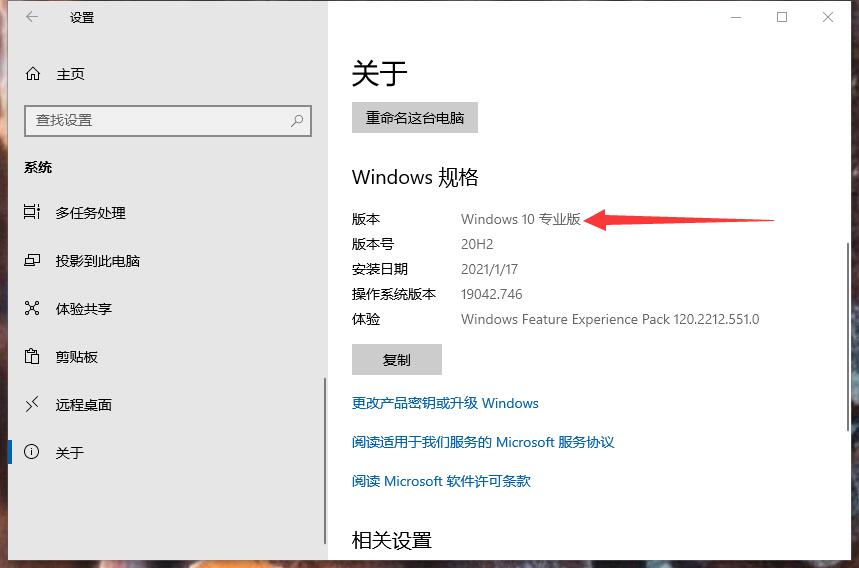 设置
主页
查找设置
系统
多任务处理
投影到此电脑
体验共享
剪贴板
远程桌面
关于
关于
重命名这台电脑
Windows 规格
版本 Windows 10 专业版
版本号 20H2
安装日期 2021/1/17
操作系统版本 19042.746
体验 Windows Feature Experience Pack 120.2212.551.0
复制
更改产品密钥或升级 Windows
阅读适用于我们服务的 Microsoft 服务协议
阅读 Microsoft 软件许可条款
相关设置